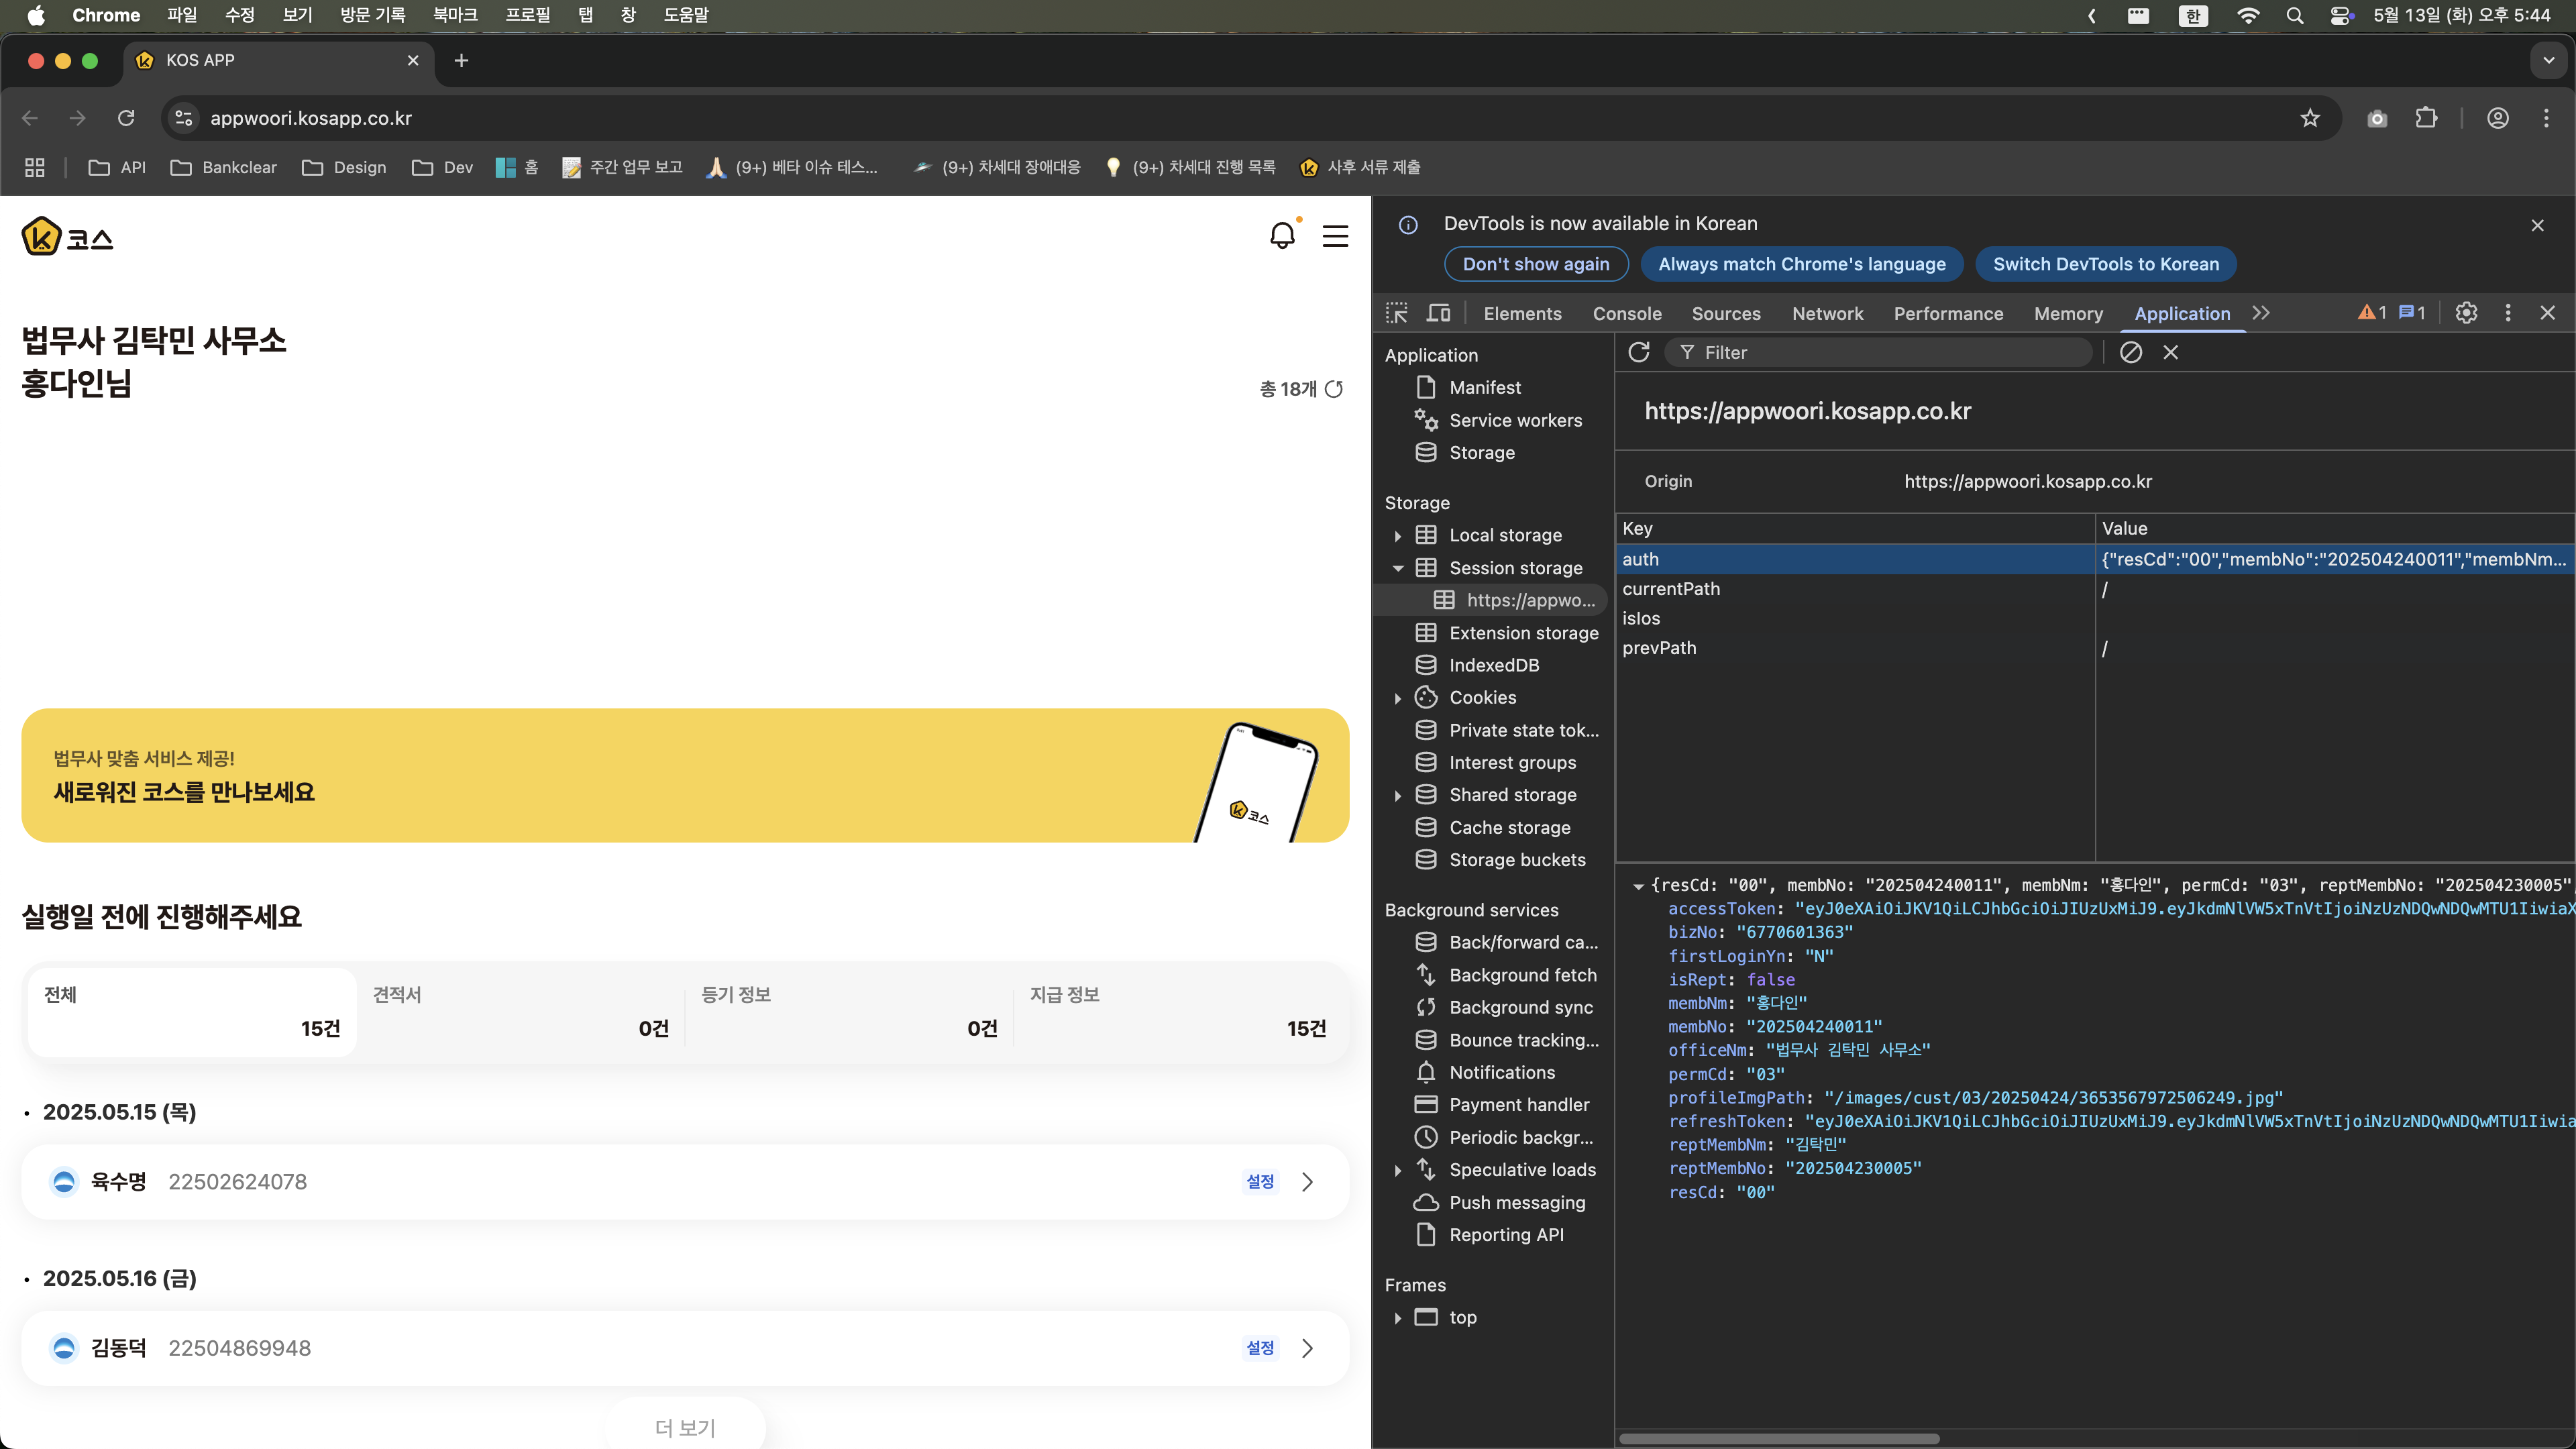 Chrome 파일 수정 보기 방문 기록 북마크 프로필 탭 창 도움말 한 5월 13일 (화) 오후 5:44
KOS APP
appwoori.kosapp.co.kr
API Bankclear Design Dev 홈 주간 업무 보고 (9+) 베타 이슈 테스... (9+) 차세대 장애대응 (9+) 차세대 진행 목록 사후 서류 제출
코스
법무사 김탁민 사무소
홍다인님
총 18개
법무사 맞춤 서비스 제공!
새로워진 코스를 만나보세요
코스
실행일 전에 진행해주세요
전체 견적서 등기 정보 지급 정보
15건 0건 0건 15건
• 2025.05.15 (목)
육수명 22502624078 설정
• 2025.05.16 (금)
김동덕 22504869948 설정
더 보기
DevTools is now available in Korean
Don't show again Always match Chrome's language Switch DevTools to Korean
Elements Console Sources Network Performance Memory Application 1 1
Application
Manifest
Service workers
Storage
Storage
Local storage
Session storage
https://appwo...
Extension storage
IndexedDB
Cookies
Private state tok...
Interest groups
Shared storage
Cache storage
Storage buckets
Background services
Back/forward ca...
Background fetch
Background sync
Bounce tracking...
Notifications
Payment handler
Periodic backgr...
Speculative loads
Push messaging
Reporting API
Frames
top
Filter
https://appwoori.kosapp.co.kr
Origin https://appwoori.kosapp.co.kr
Key Value
auth {"resCd":"00","membNo":"202504240011","membNm...
currentPath /
isIos
prevPath /
{resCd: "00", membNo: "202504240011", membNm: "홍다인", permCd: "03", reptMembNo: "202504230005"
accessToken: "eyJ0eXAiOiJKV1QiLCJhbGciOiJIUzUxMiJ9.eyJkdmNlVW5xTnVtIjoiNzUzNDQwNDQwMTU1IiwiaX
bizNo: "6770601363"
firstLoginYn: "N"
isRept: false
membNm: "홍다인"
membNo: "202504240011"
officeNm: "법무사 김탁민 사무소"
permCd: "03"
profileImgPath: "/images/cust/03/20250424/3653567972506249.jpg"
refreshToken: "eyJ0eXAiOiJKV1QiLCJhbGciOiJIUzUxMiJ9.eyJkdmNlVW5xTnVtIjoiNzUzNDQwNDQwMTU1Iiwia
reptMembNm: "김탁민"
reptMembNo: "202504230005"
resCd: "00"